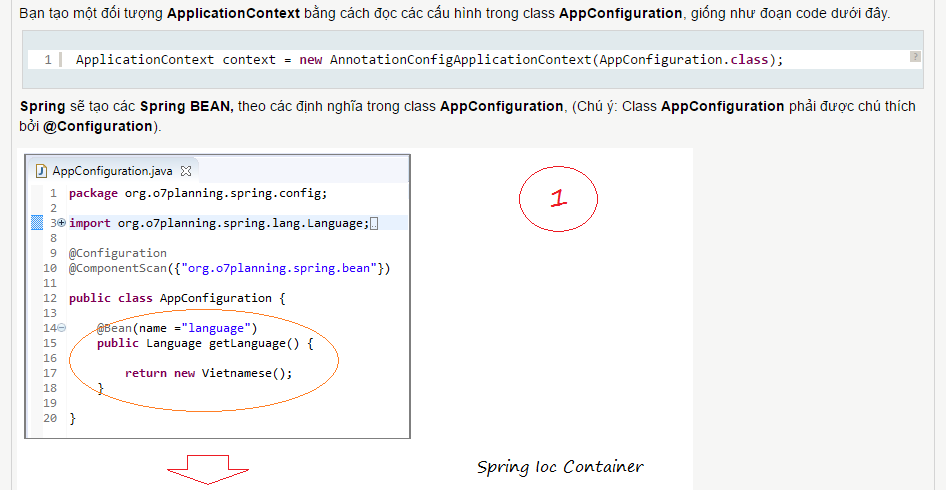 Bạn tạo một đối tượng ApplicationContext bằng cách đọc các cấu hình trong class AppConfiguration, giống như đoạn code dưới đây.
1 ApplicationContext context = new AnnotationConfigApplicationContext(AppConfiguration.class); ?
Spring sẽ tạo các Spring BEAN, theo các định nghĩa trong class AppConfiguration, (Chú ý: Class AppConfiguration phải được chú thích
bởi @Configuration).
AppConfiguration.java
1 package org.o7planning.spring.config;
2
3 import org.o7planning.spring.lang.Language;
8
9 @Configuration
10 @ComponentScan({"org.o7planning.spring.bean"})
11
12 public class AppConfiguration {
13
14 @Bean(name ="language")
15 public Language getLanguage() {
16
17 return new Vietnamese();
18 }
19
20 }
1
Spring Ioc Container